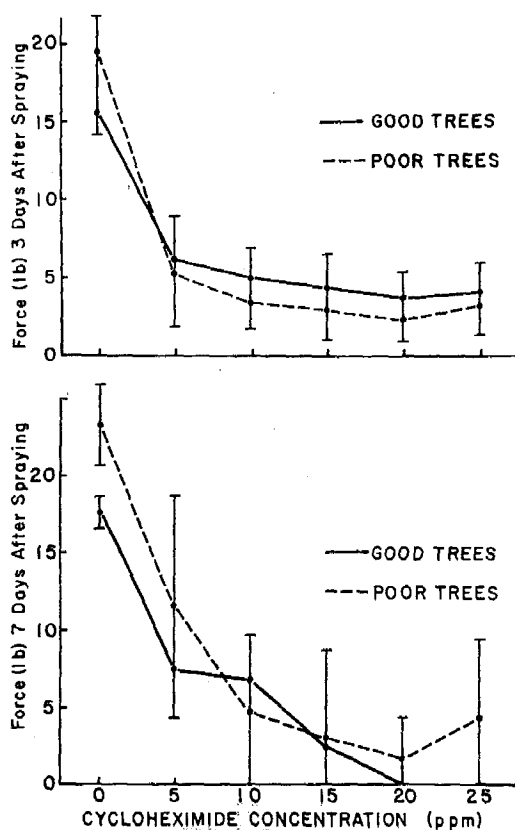 Force (lb) 3 Days After Spraying
20
15
10
5
0
GOOD TREES
POOR TREES
Force (lb) 7 Days After Spraying
20
15
10
5
0
GOOD TREES
POOR TREES
0 5 10 15 20 25
CYCLOHEXIMIDE CONCENTRATION (ppm)